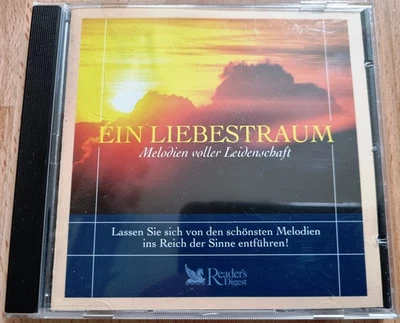 EIN LIEBESTRAUM
Melodien voller Leidenschaft
Lassen Sie sich von den schönsten Melodien
ins Reich der Sinne entführen!
Reader's
Digest